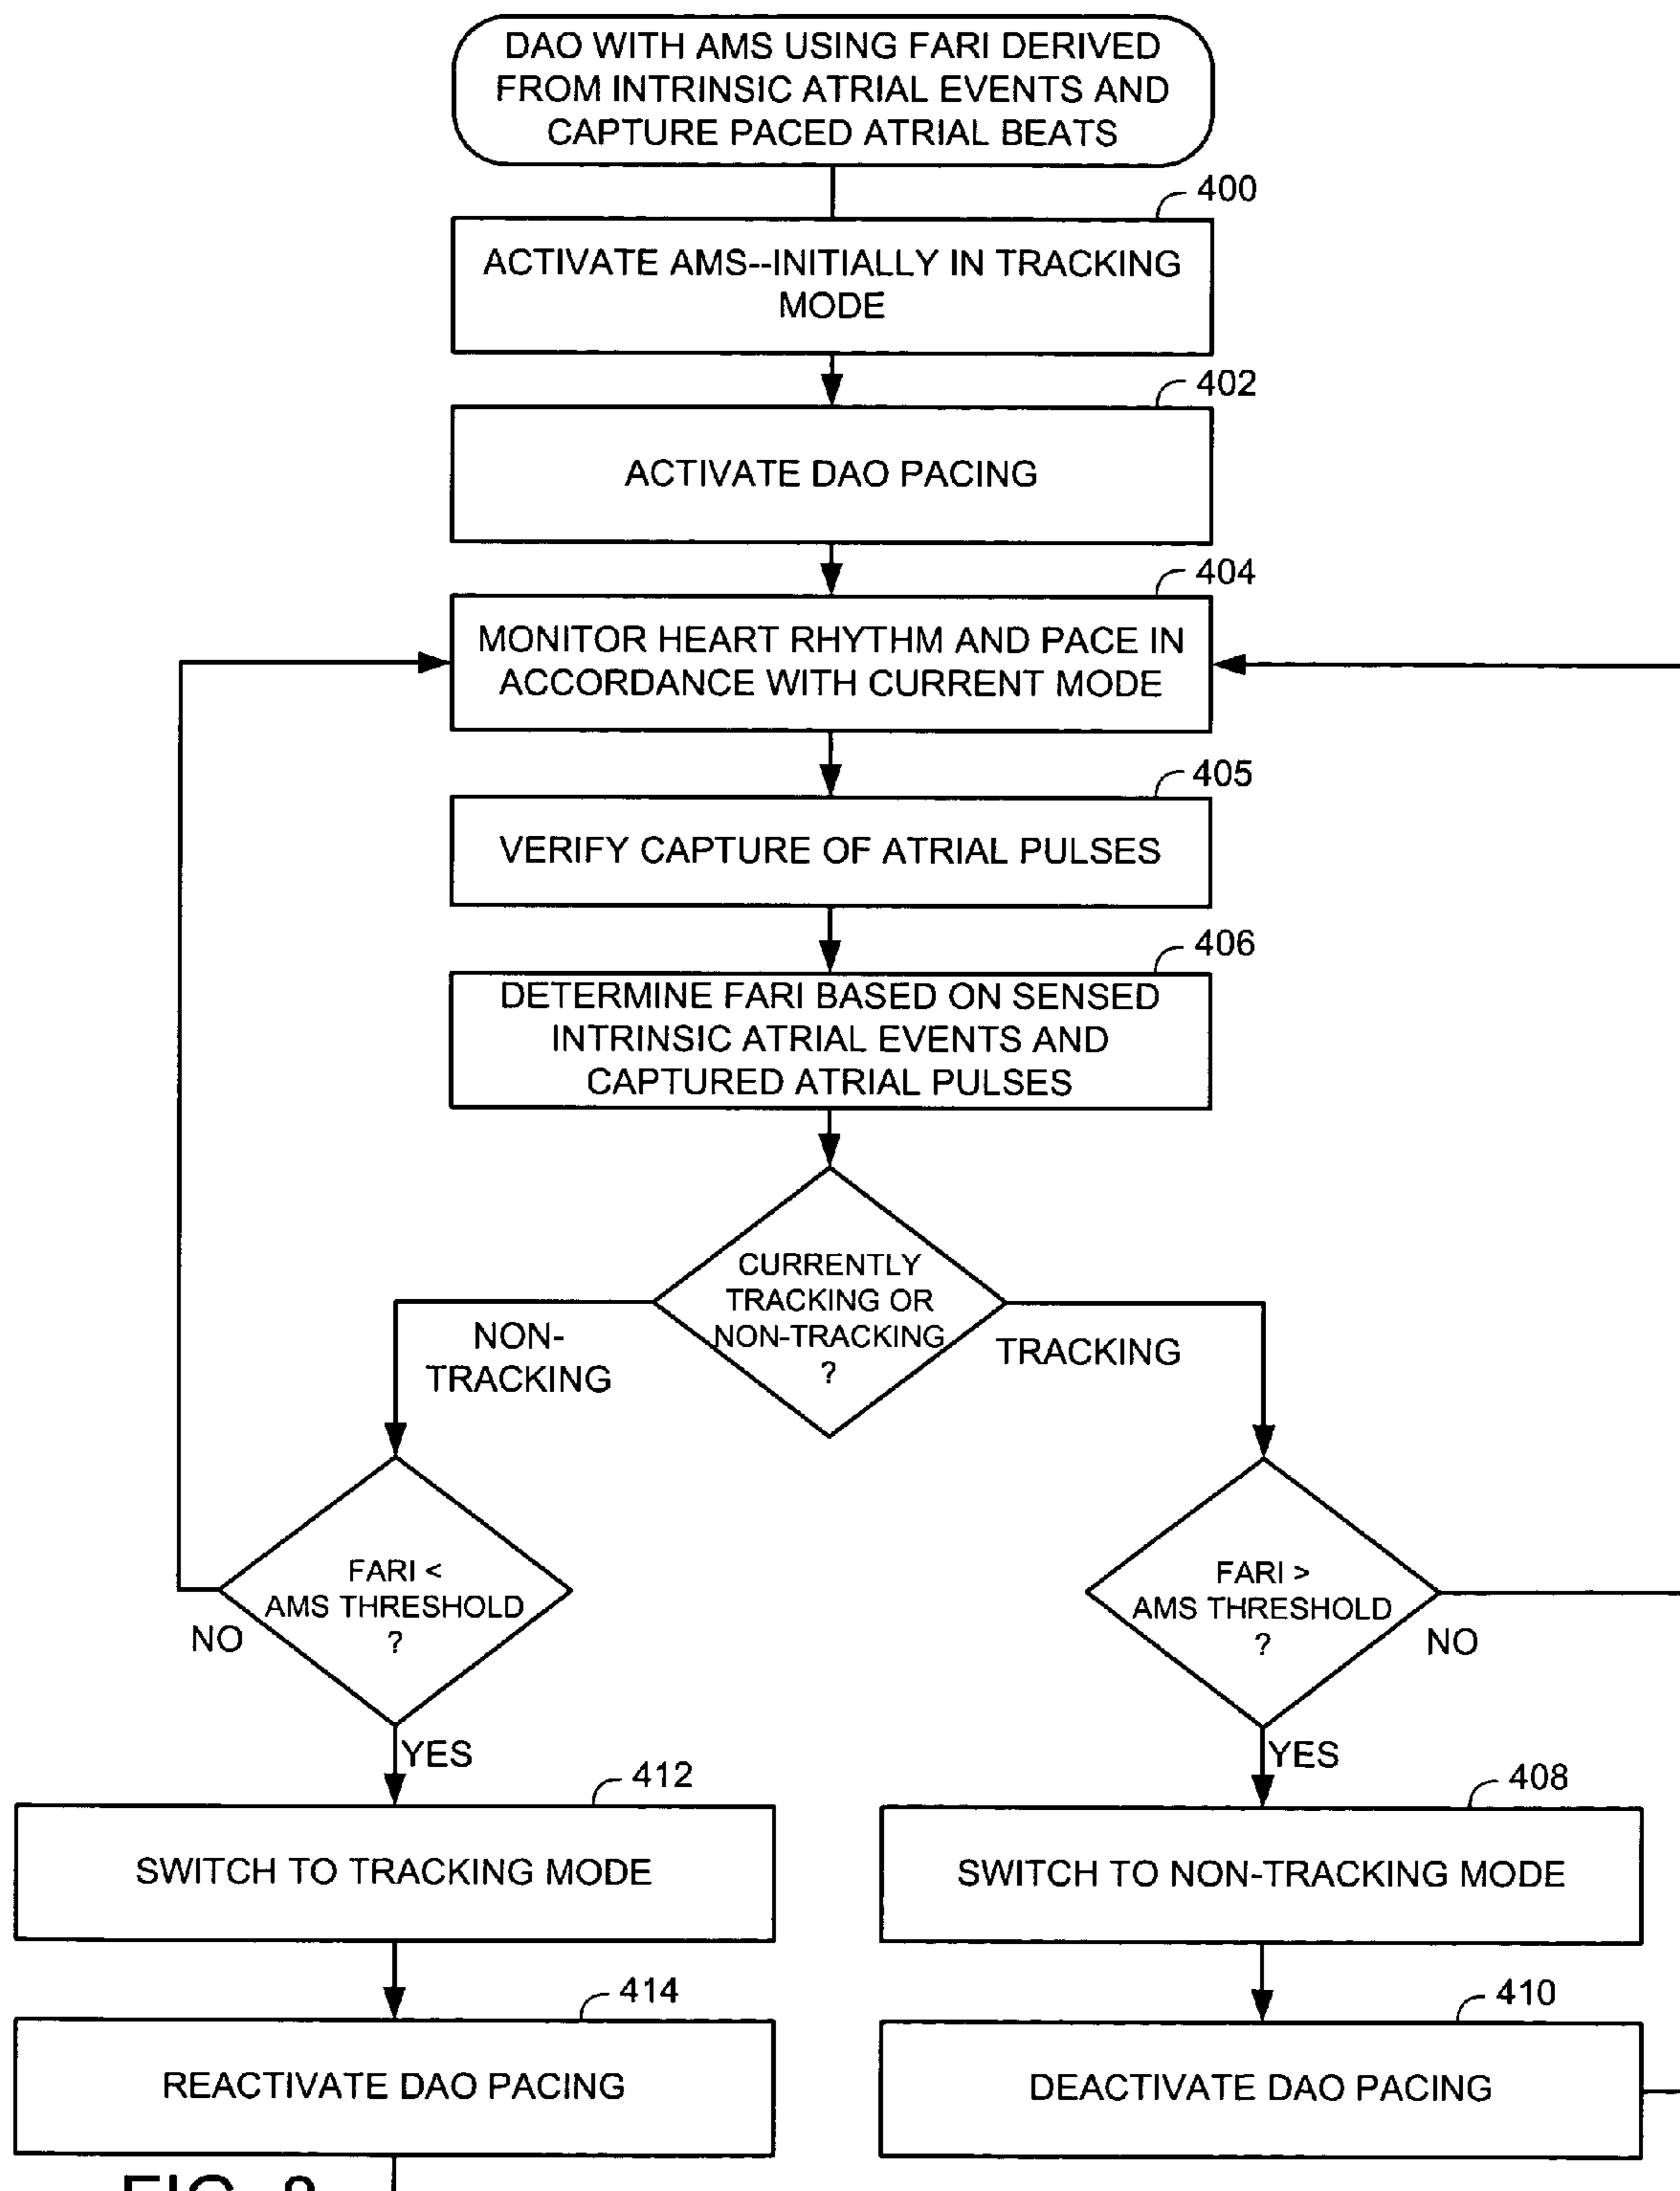 DAO WITH AMS USING FARI DERIVED
FROM INTRINSIC ATRIAL EVENTS AND
CAPTURE PACED ATRIAL BEATS
400
ACTIVATE AMS--INITIALLY IN TRACKING
MODE
402
ACTIVATE DAO PACING
404
MONITOR HEART RHYTHM AND PACE IN
ACCORDANCE WITH CURRENT MODE
405
VERIFY CAPTURE OF ATRIAL PULSES
406
DETERMINE FARI BASED ON SENSED
INTRINSIC ATRIAL EVENTS AND
CAPTURED ATRIAL PULSES
CURRENTLY
TRACKING OR
NON-TRACKING
?
NON-
TRACKING
TRACKING
FARI <
AMS THRESHOLD
?
NO
YES
FARI >
AMS THRESHOLD
?
NO
YES
412
SWITCH TO TRACKING MODE
408
SWITCH TO NON-TRACKING MODE
414
REACTIVATE DAO PACING
410
DEACTIVATE DAO PACING
FIG.